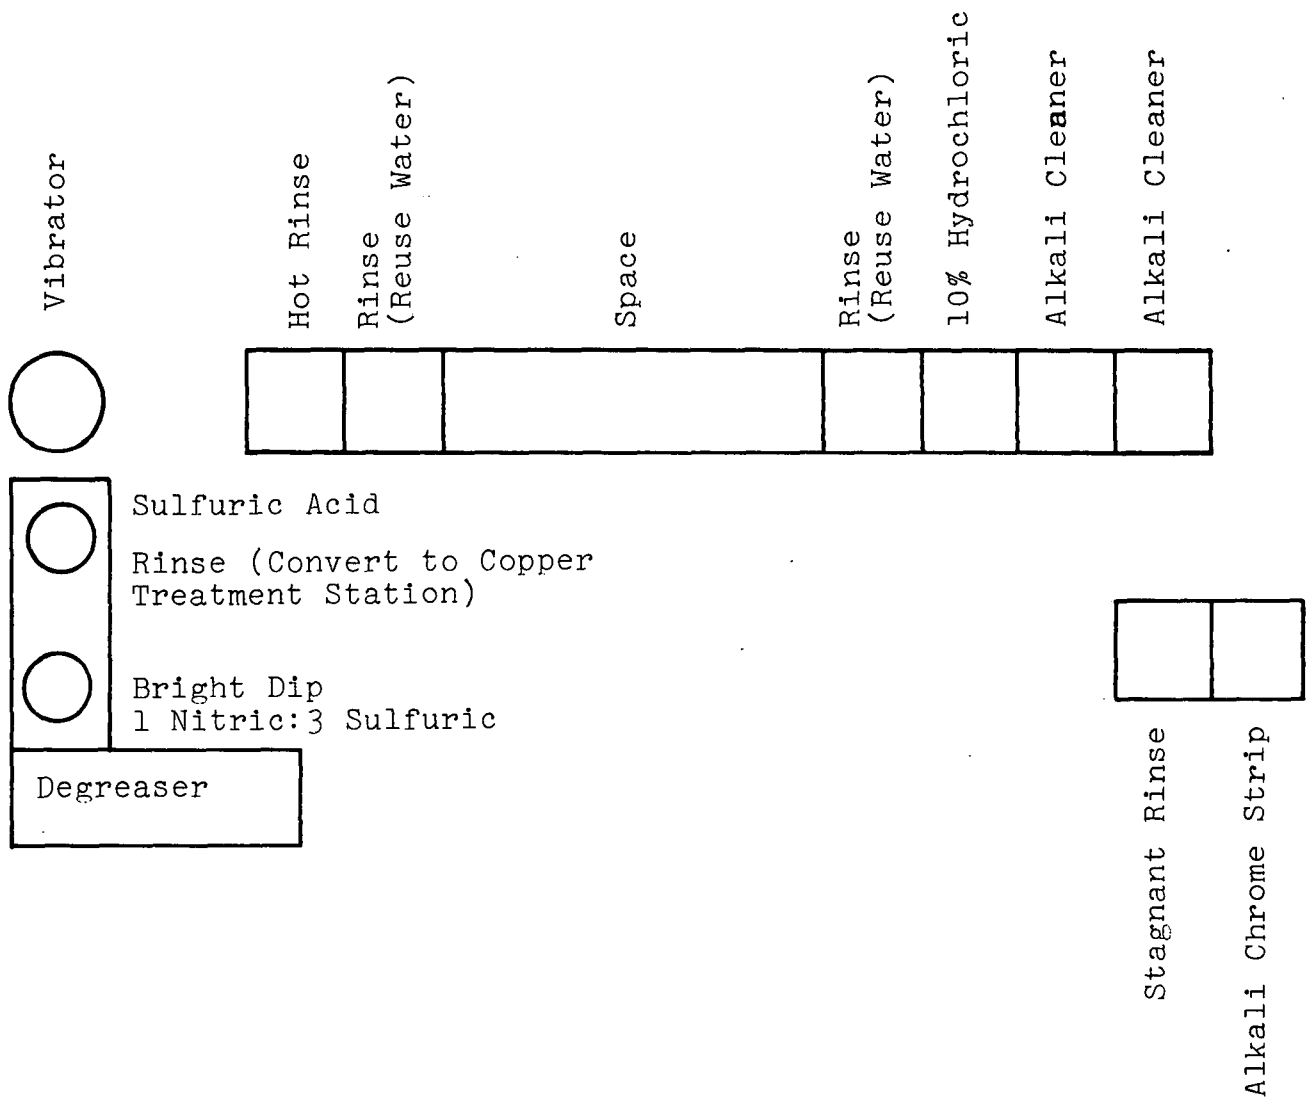 Vibrator
Hot Rinse
Rinse
(Reuse Water)
Space
Rinse
(Reuse Water)
10% Hydrochloric
Alkali Cleaner
Alkali Cleaner
Sulfuric Acid
Rinse (Convert to Copper
Treatment Station)
Bright Dip
1 Nitric:3 Sulfuric
Degreaser
Stagnant Rinse
Alkali Chrome Strip